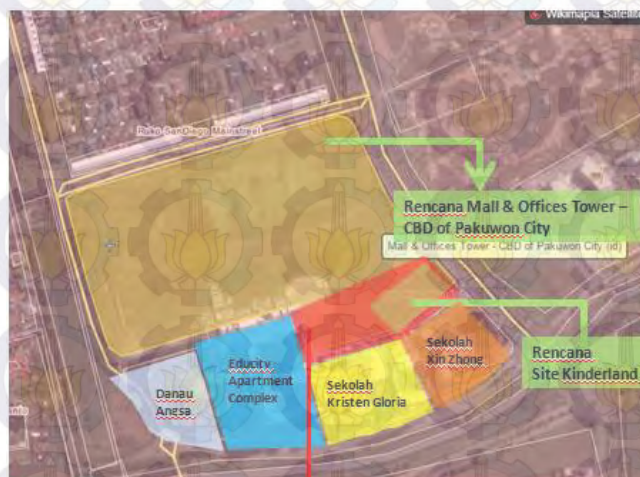 Wikimapia Satellite
Ruko SanDiego Mainstreet
Rencana Mall & Offices Tower –
CBD of Pakuwon City
Mall & Offices Tower - CBD of Pakuwon City (id)
Sekolah
Xin Zhong
Rencana
Site Kinderland
Educity
Apartment
Complex
Sekolah
Kristen Gloria
Danau
Angsa